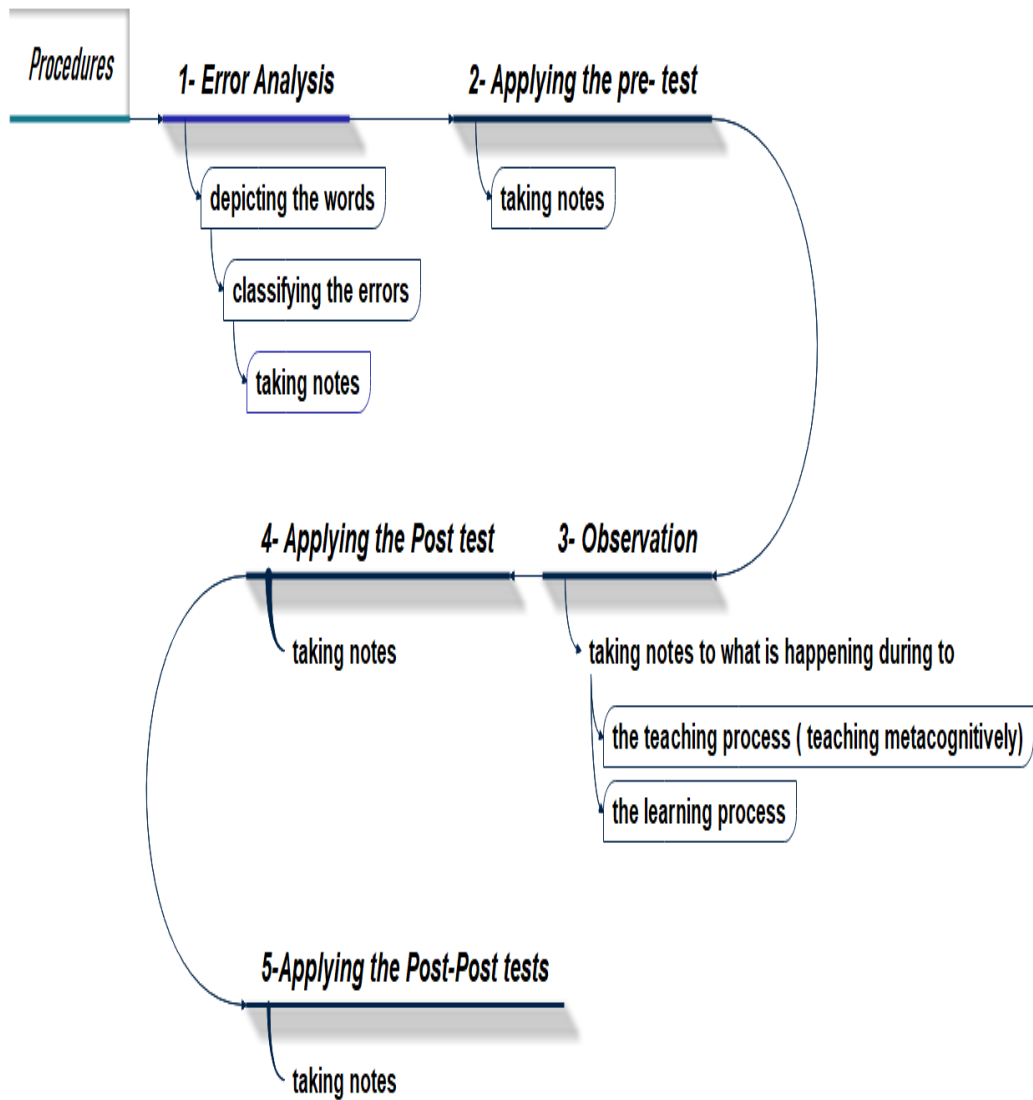 Procedures
1- Error Analysis
depicting the words
classifying the errors
taking notes
2- Applying the pre- test
taking notes
3- Observation
taking notes to what is happening during to
the teaching process ( teaching metacognitively)
the learning process
4- Applying the Post test
taking notes
5-Applying the Post-Post tests
taking notes